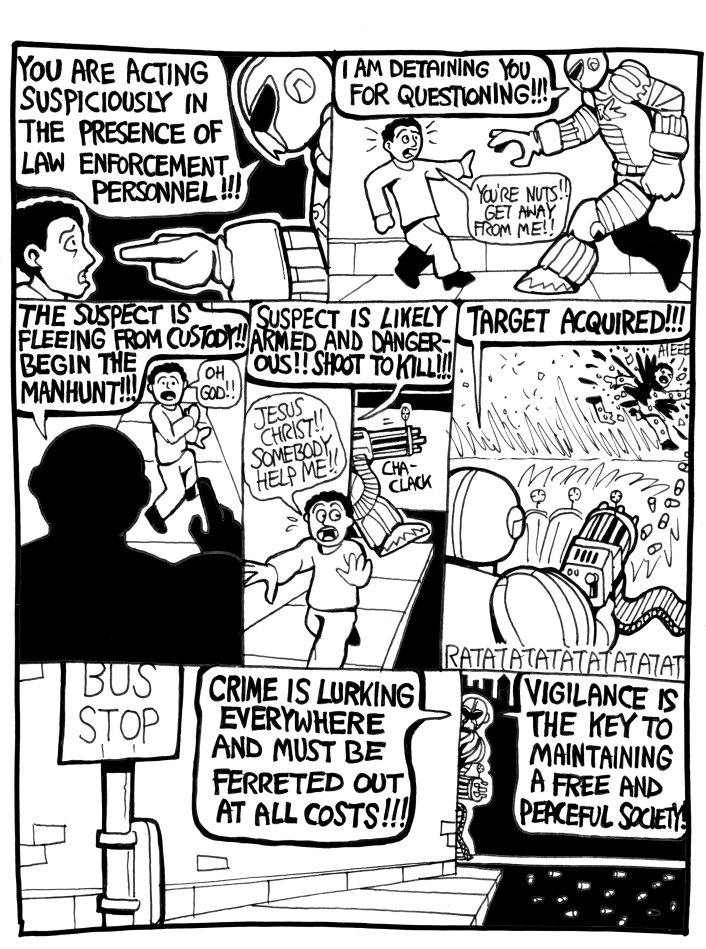 YOU ARE ACTING
SUSPICIOUSLY IN
THE PRESENCE OF
LAW ENFORCEMENT
PERSONNEL!!!
I AM DETAINING YOU
FOR QUESTIONING!!!
YOU'RE NUTS!!
GET AWAY
FROM ME!!
THE SUSPECT IS
FLEEING FROM CUSTODY!!
BEGIN THE
MANHUNT!!!
OH
GOD!!
SUSPECT IS LIKELY
ARMED AND DANGER-
OUS!! SHOOT TO KILL!!!
JESUS
CHRIST!!
SOMEBODY
HELP ME!!
CHA-
CLACK
TARGET ACQUIRED!!!
AIEEE
RATATATATATATATATAT
BUS
STOP
CRIME IS LURKING
EVERYWHERE
AND MUST BE
FERRETED OUT
AT ALL COSTS!!!
VIGILANCE IS
THE KEY TO
MAINTAINING
A FREE AND
PEACEFUL SOCIETY!